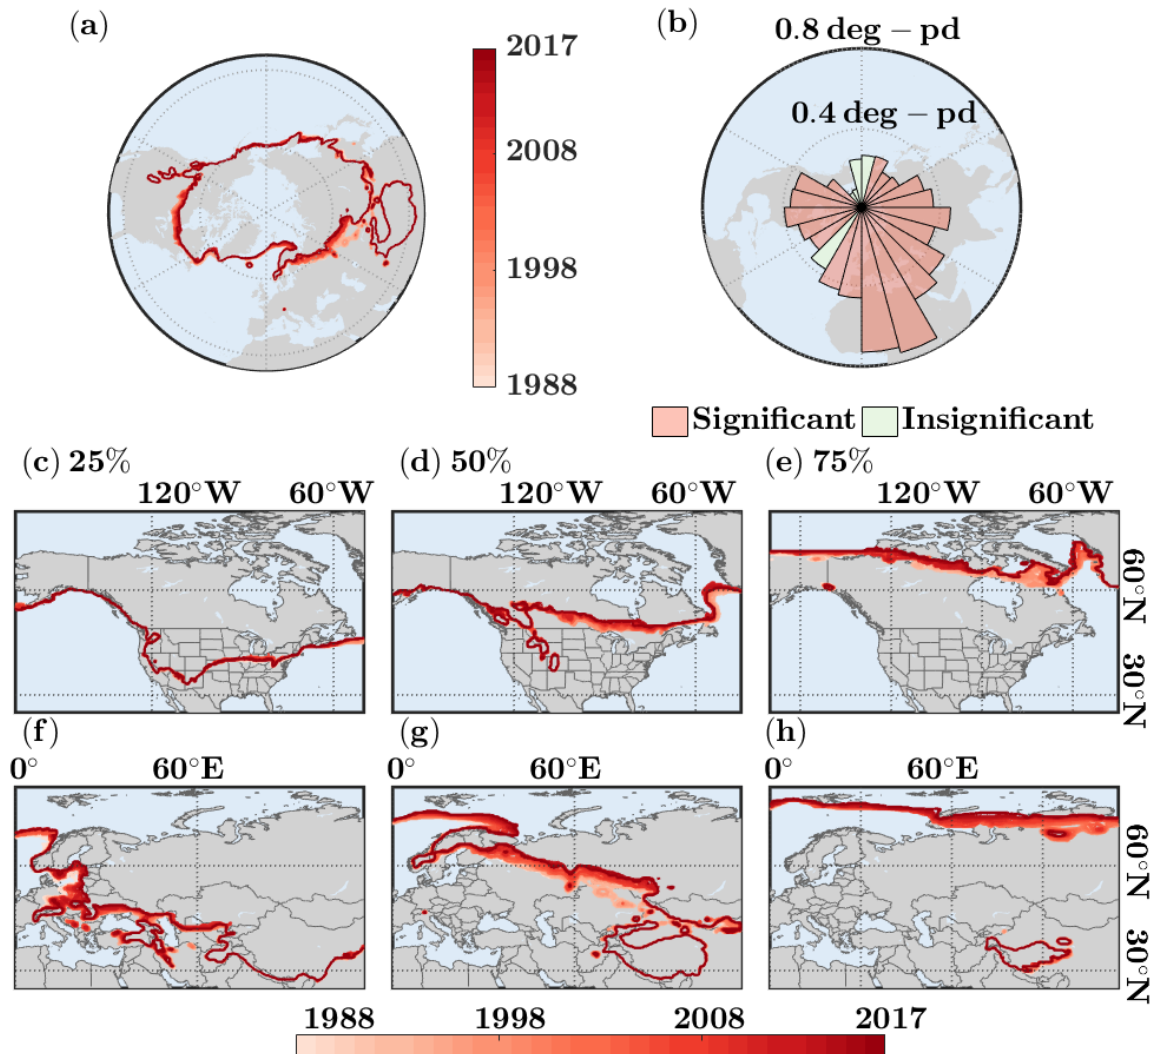 (a)
2017
2008
1998
1988
(b)
0.8 deg − pd
0.4 deg − pd
Significant
Insignificant
(c) 25%
120°W 60°W
(d) 50%
120°W 60°W
(e) 75%
120°W 60°W
60°N
30°N
(f)
0° 60°E
(g)
0° 60°E
(h)
0° 60°E
60°N
30°N
1988 1998 2008 2017